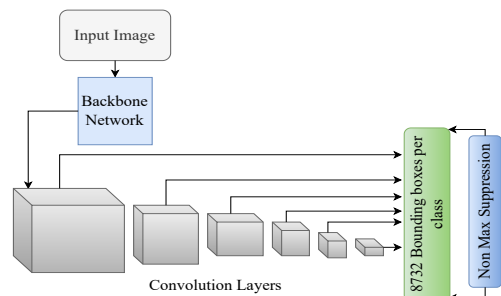 Input Image
Backbone
Network
8732 Bounding boxes per
class
Non Max Suppression
Convolution Layers